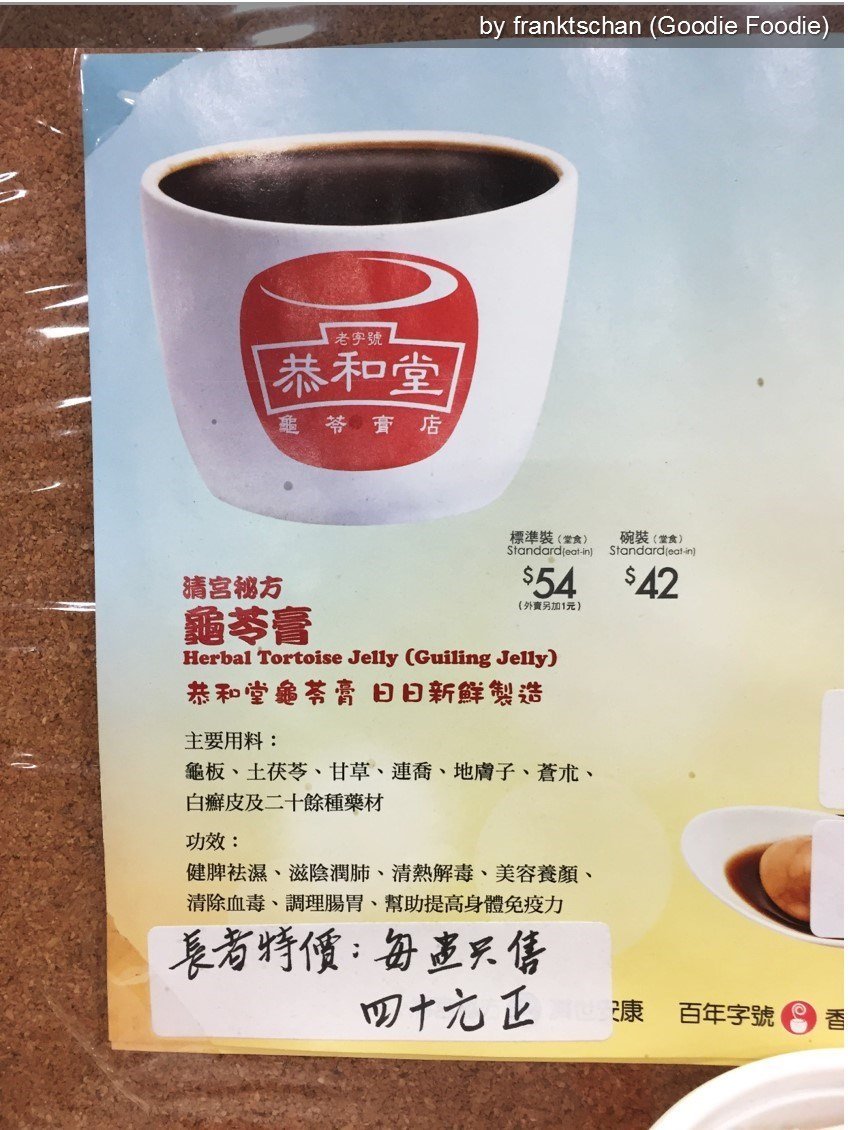 by franktschan (Goodie Foodie)
老字號
恭和堂
龜苓膏店
標準裝（堂食） 碗裝（堂食）
Standard(eat-in) Standard(eat-in)
$54 $42
（外賣另加1元）
清宮秘方
龜苓膏
Herbal Tortoise Jelly (Guiling Jelly)
恭和堂龜苓膏 日日新鮮製造
主要用料：
龜板、土茯苓、甘草、連喬、地膚子、蒼朮、
白癬皮及二十餘種藥材
功效：
健脾祛濕、滋陰潤肺、清熱解毒、美容養顏、
清除血毒、調理腸胃、幫助提高身體免疫力
長者特價：每盅只售
四十元正
安康 百年字號 香